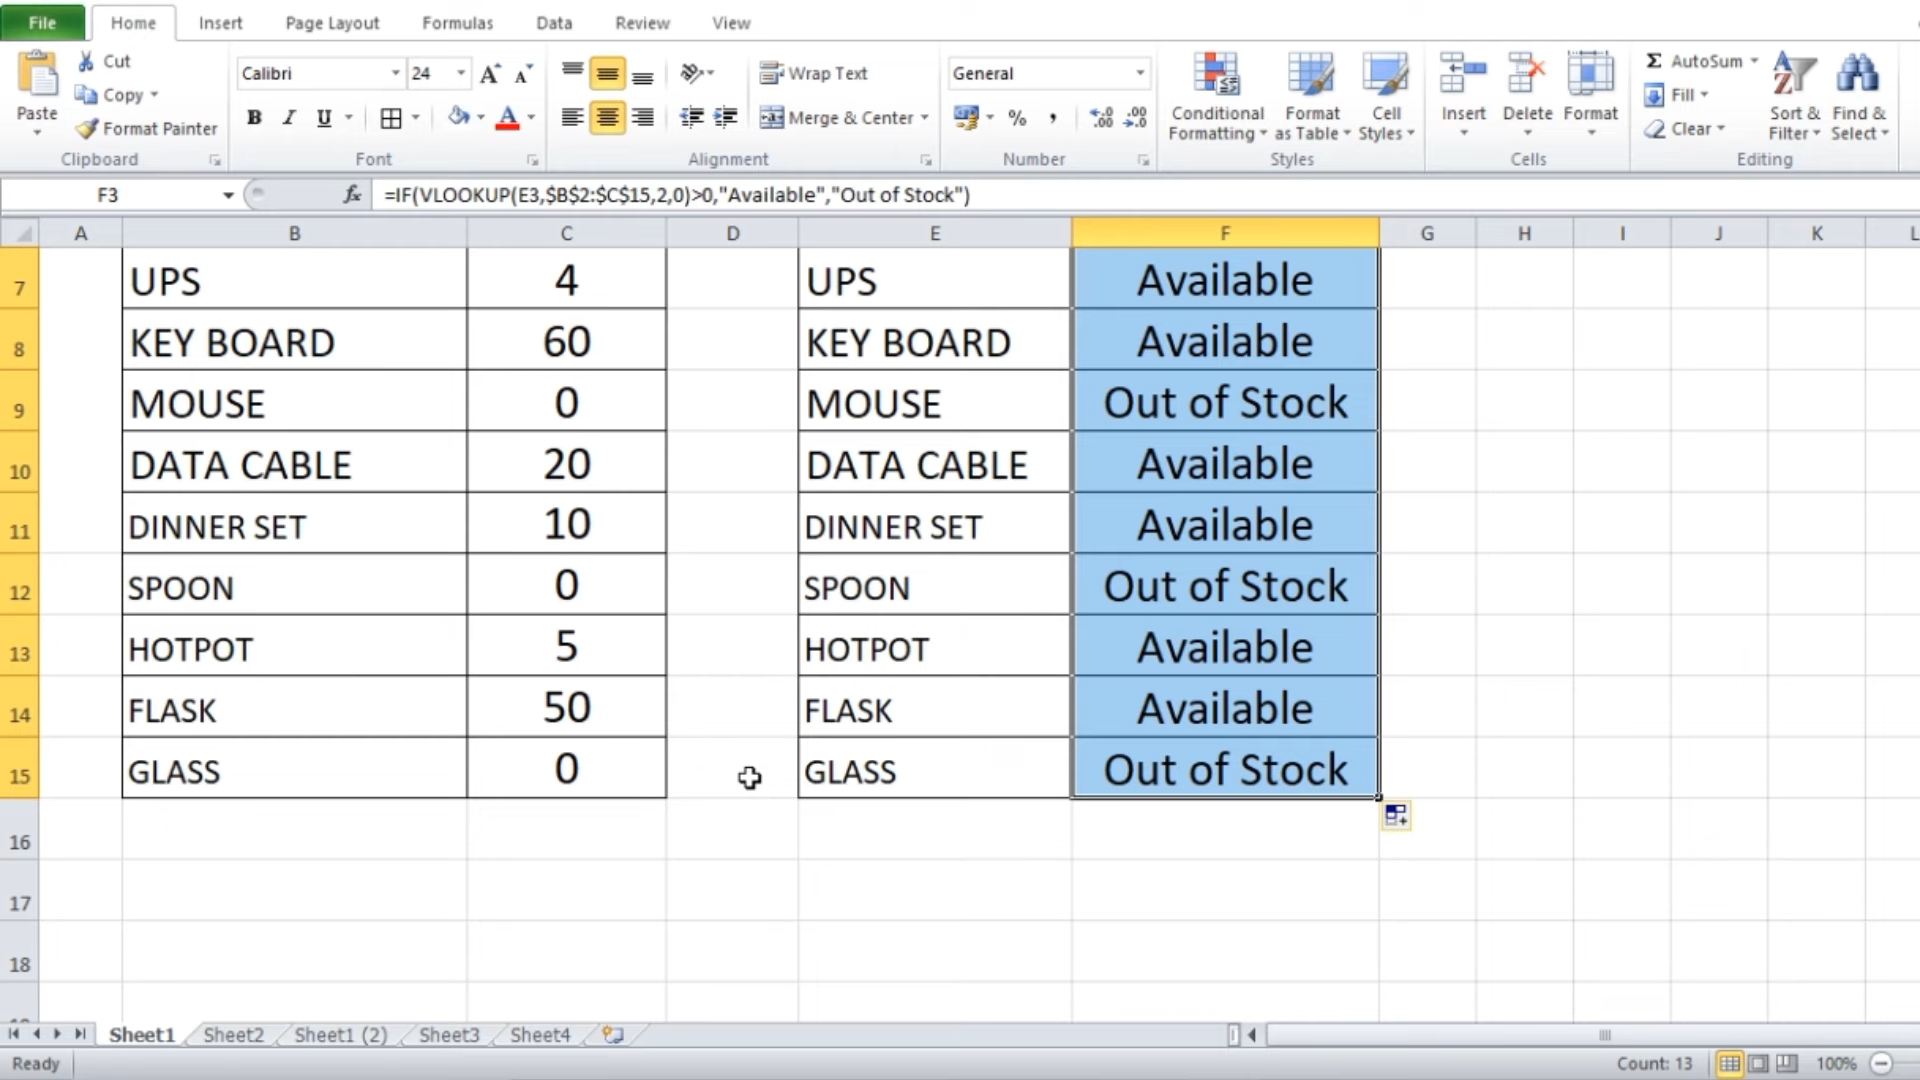 File Home Insert Page Layout Formulas Data Review View
Cut
Copy
Format Painter
Paste
Clipboard
Calibri 24 A A
B I U A
Font
Wrap Text
Merge & Center
Alignment
General
% , .00 .00
Number
Conditional Formatting
Format as Table
Cell Styles
Styles
Insert Delete Format
Cells
Σ AutoSum
Fill
Clear
Sort & Filter
Find & Select
Editing
F3 fx =IF(VLOOKUP(E3,$B$2:$C$15,2,0)>0,"Available","Out of Stock")
A B C D E F G H I J K L
7 UPS 4 UPS Available
8 KEY BOARD 60 KEY BOARD Available
9 MOUSE 0 MOUSE Out of Stock
10 DATA CABLE 20 DATA CABLE Available
11 DINNER SET 10 DINNER SET Available
12 SPOON 0 SPOON Out of Stock
13 HOTPOT 5 HOTPOT Available
14 FLASK 50 FLASK Available
15 GLASS 0 GLASS Out of Stock
16
17
18
Sheet1 Sheet2 Sheet1 (2) Sheet3 Sheet4
Ready Count: 13 100%